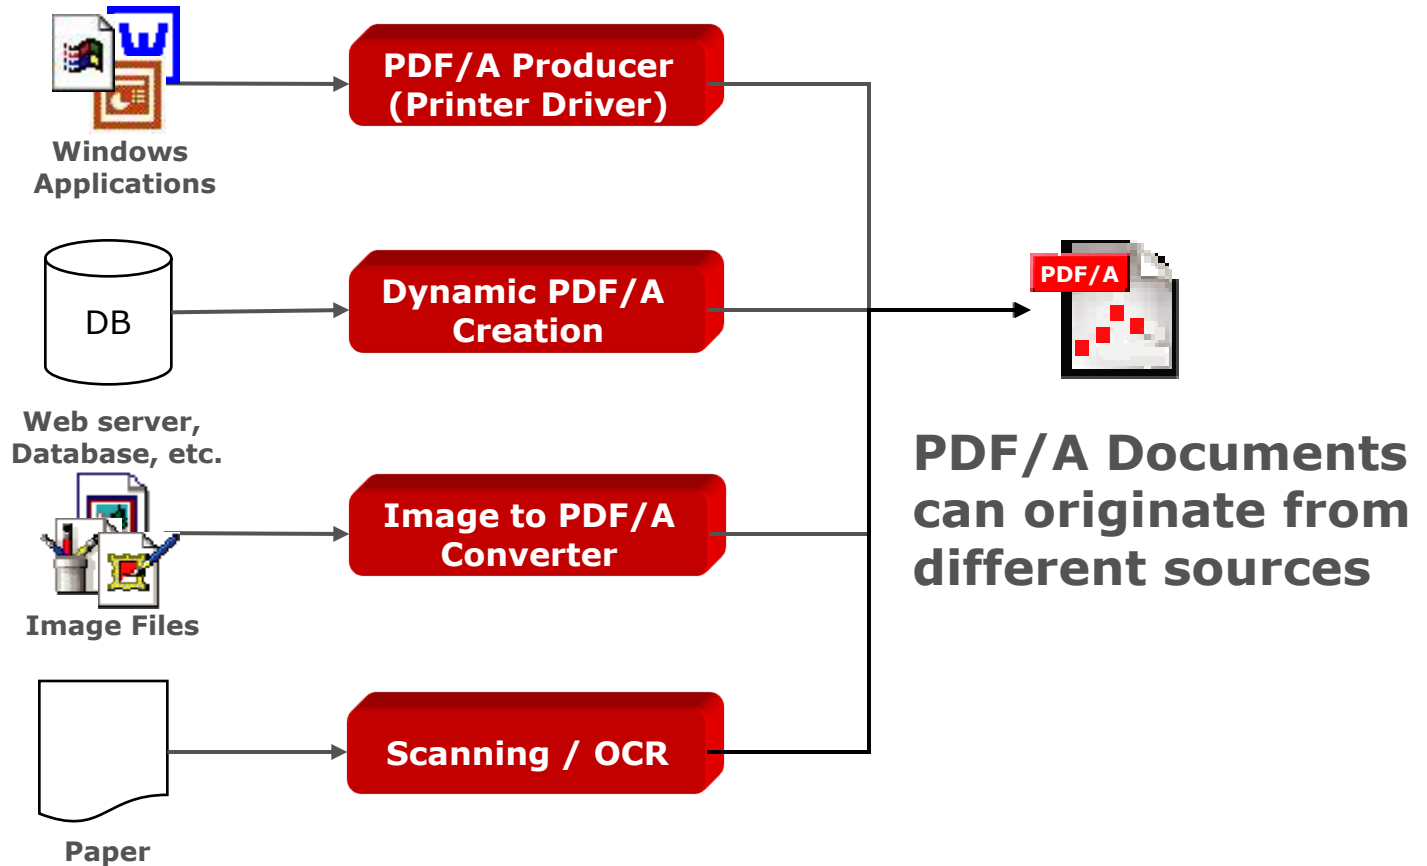 W
Windows
Applications
PDF/A Producer
(Printer Driver)
DB
Web server,
Database, etc.
Dynamic PDF/A
Creation
Image Files
Image to PDF/A
Converter
Paper
Scanning / OCR
PDF/A
PDF/A Documents
can originate from
different sources